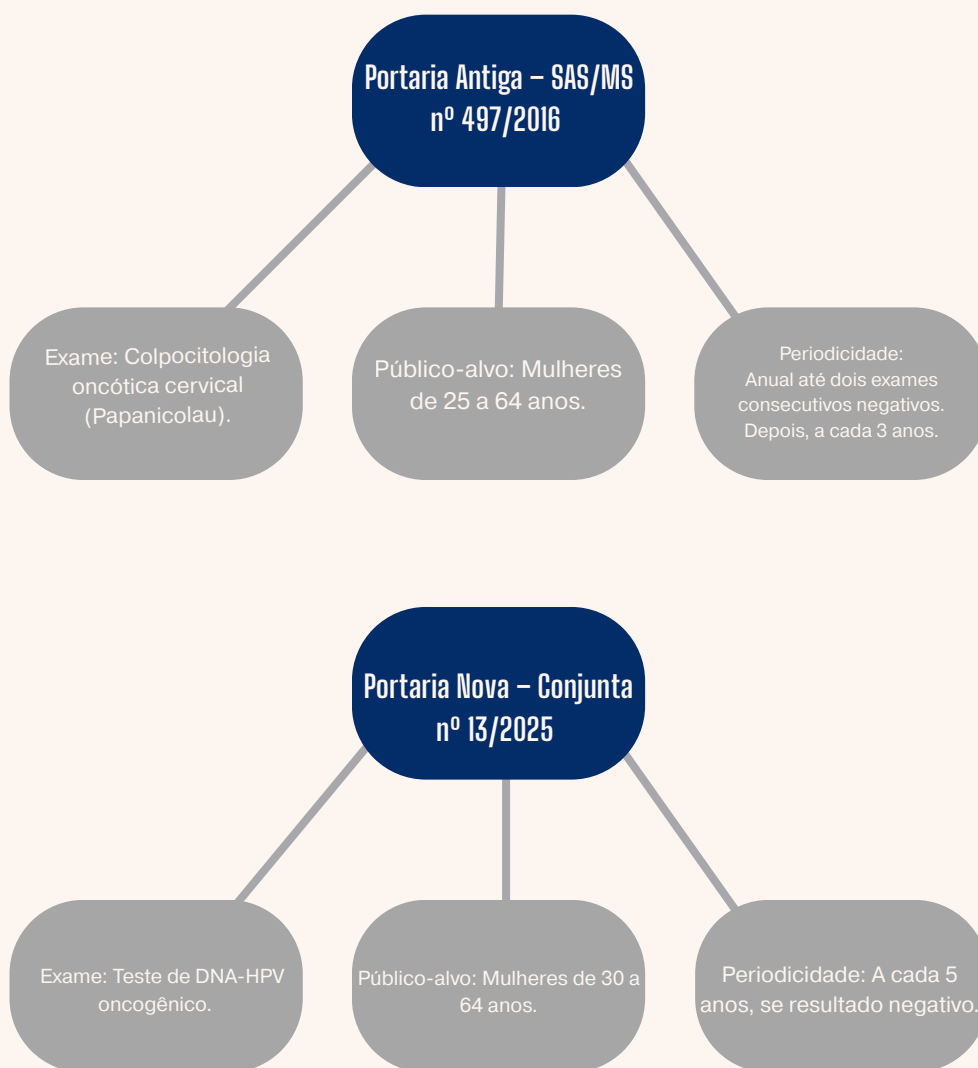 Portaria Antiga – SAS/MS
nº 497/2016
Exame: Colpocitologia
oncótica cervical
(Papanicolau).
Público-alvo: Mulheres
de 25 a 64 anos.
Periodicidade:
Anual até dois exames
consecutivos negativos.
Depois, a cada 3 anos.
Portaria Nova – Conjunta
nº 13/2025
Exame: Teste de DNA-HPV
oncogênico.
Público-alvo: Mulheres de 30 a
64 anos.
Periodicidade: A cada 5
anos, se resultado negativo.